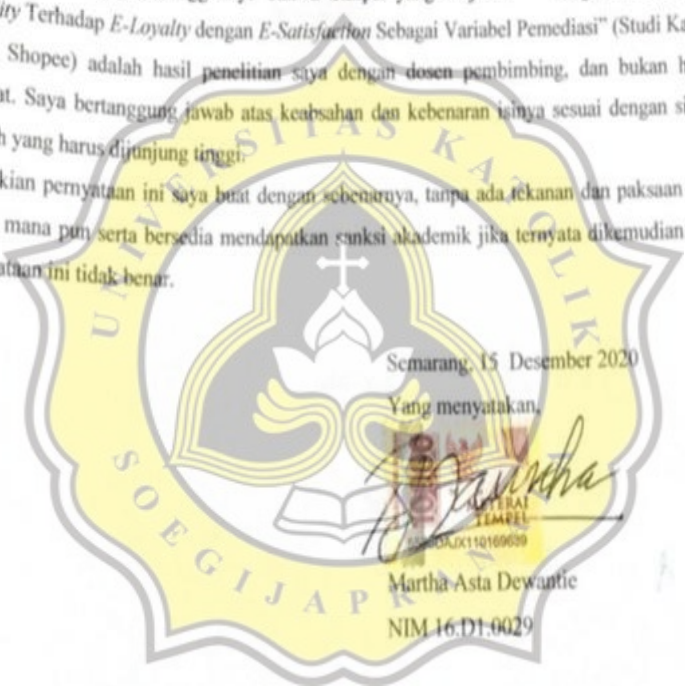 ity Terhadap E-Loyalty dengan E-Satisfaction Sebagai Variabel Pemediasi” (Studi Ka
Shopee) adalah hasil penelitian saya dengan dosen pembimbing, dan bukan h
at. Saya bertanggung jawab atas keabsahan dan kebenaran isinya sesuai dengan si
h yang harus dijunjung tinggi.
kian pernyataan ini saya buat dengan sebenarnya, tanpa ada tekanan dan paksaan
mana pun serta bersedia mendapatkan sanksi akademik jika ternyata dikemudian
ataan ini tidak benar.
UNIVERSITAS KATOLIK
SOEGIJAPRANATA
Semarang, 15 Desember 2020
Yang menyatakan,
METERAI
TEMPEL
Martha Asta Dewantie
NIM 16.D1.0029